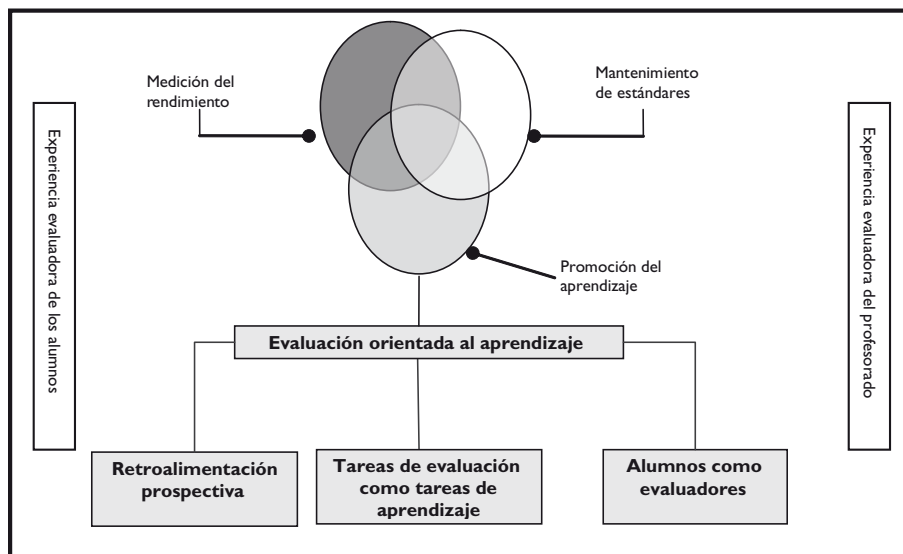 Medición del
rendimiento
Mantenimiento
de estándares
Experiencia evaluadora de los alumnos
Experiencia evaluadora del profesorado
Promoción del
aprendizaje
Evaluación orientada al aprendizaje
Retroalimentación
prospectiva
Tareas de evaluación
como tareas de
aprendizaje
Alumnos como
evaluadores